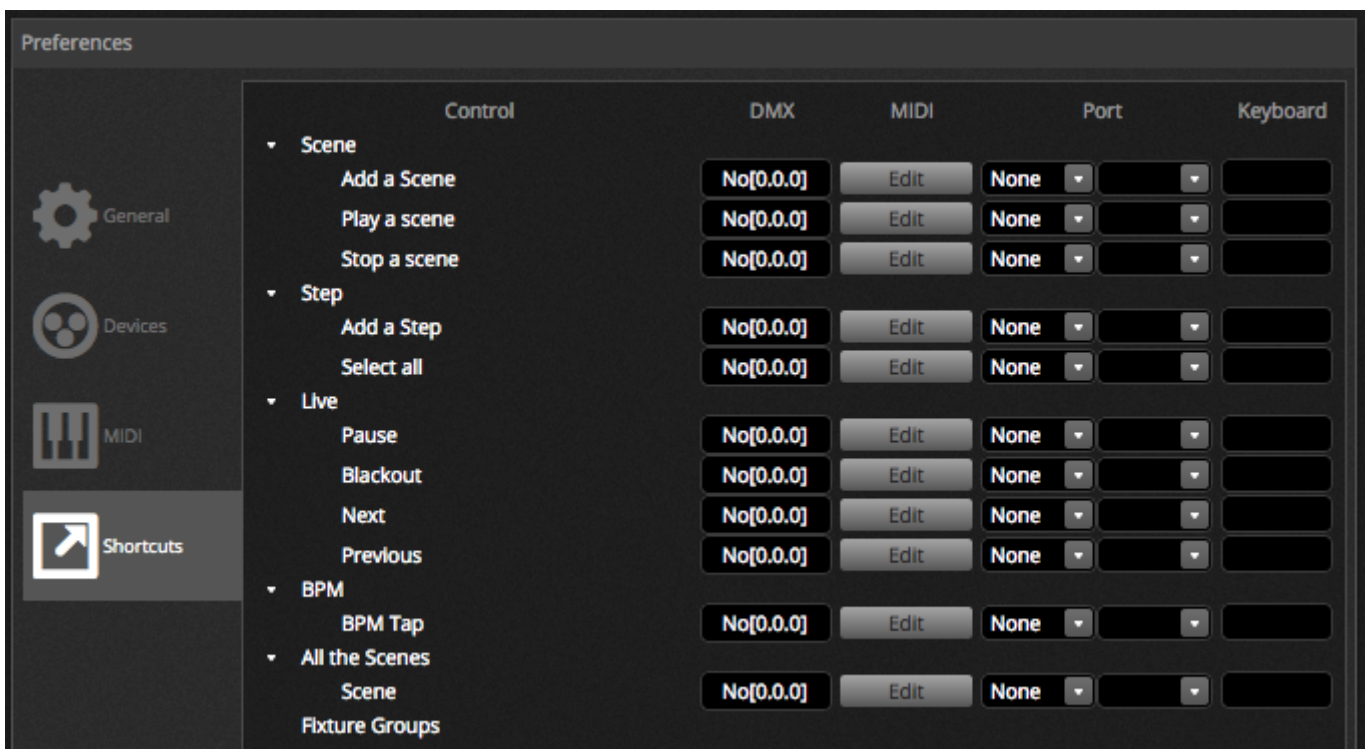 Preferences
Control DMX MIDI Port Keyboard
Scene
Add a Scene No[0.0.0] Edit None
General
Play a scene No[0.0.0] Edit None
Stop a scene No[0.0.0] Edit None
Step
Devices
Add a Step No[0.0.0] Edit None
Select all No[0.0.0] Edit None
Live
MIDI
Pause No[0.0.0] Edit None
Blackout No[0.0.0] Edit None
Next No[0.0.0] Edit None
Shortcuts
Previous No[0.0.0] Edit None
BPM
BPM Tap No[0.0.0] Edit None
All the Scenes
Scene No[0.0.0] Edit None
Fixture Groups